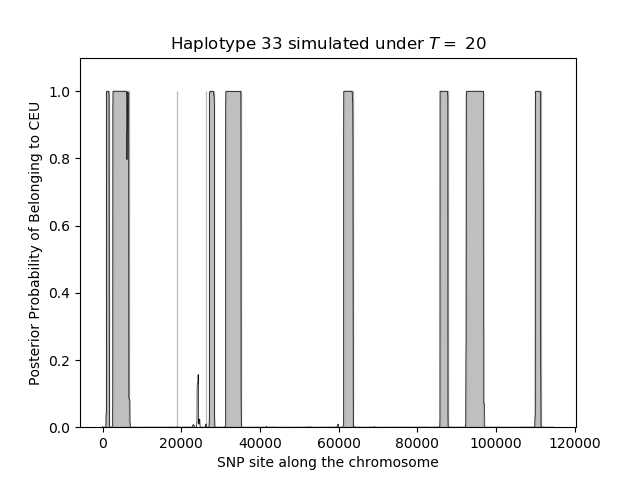 Haplotype 33 simulated under T = 20
Posterior Probability of Belonging to CEU
1.0
0.8
0.6
0.4
0.2
0.0
0 20000 40000 60000 80000 100000 120000
SNP site along the chromosome